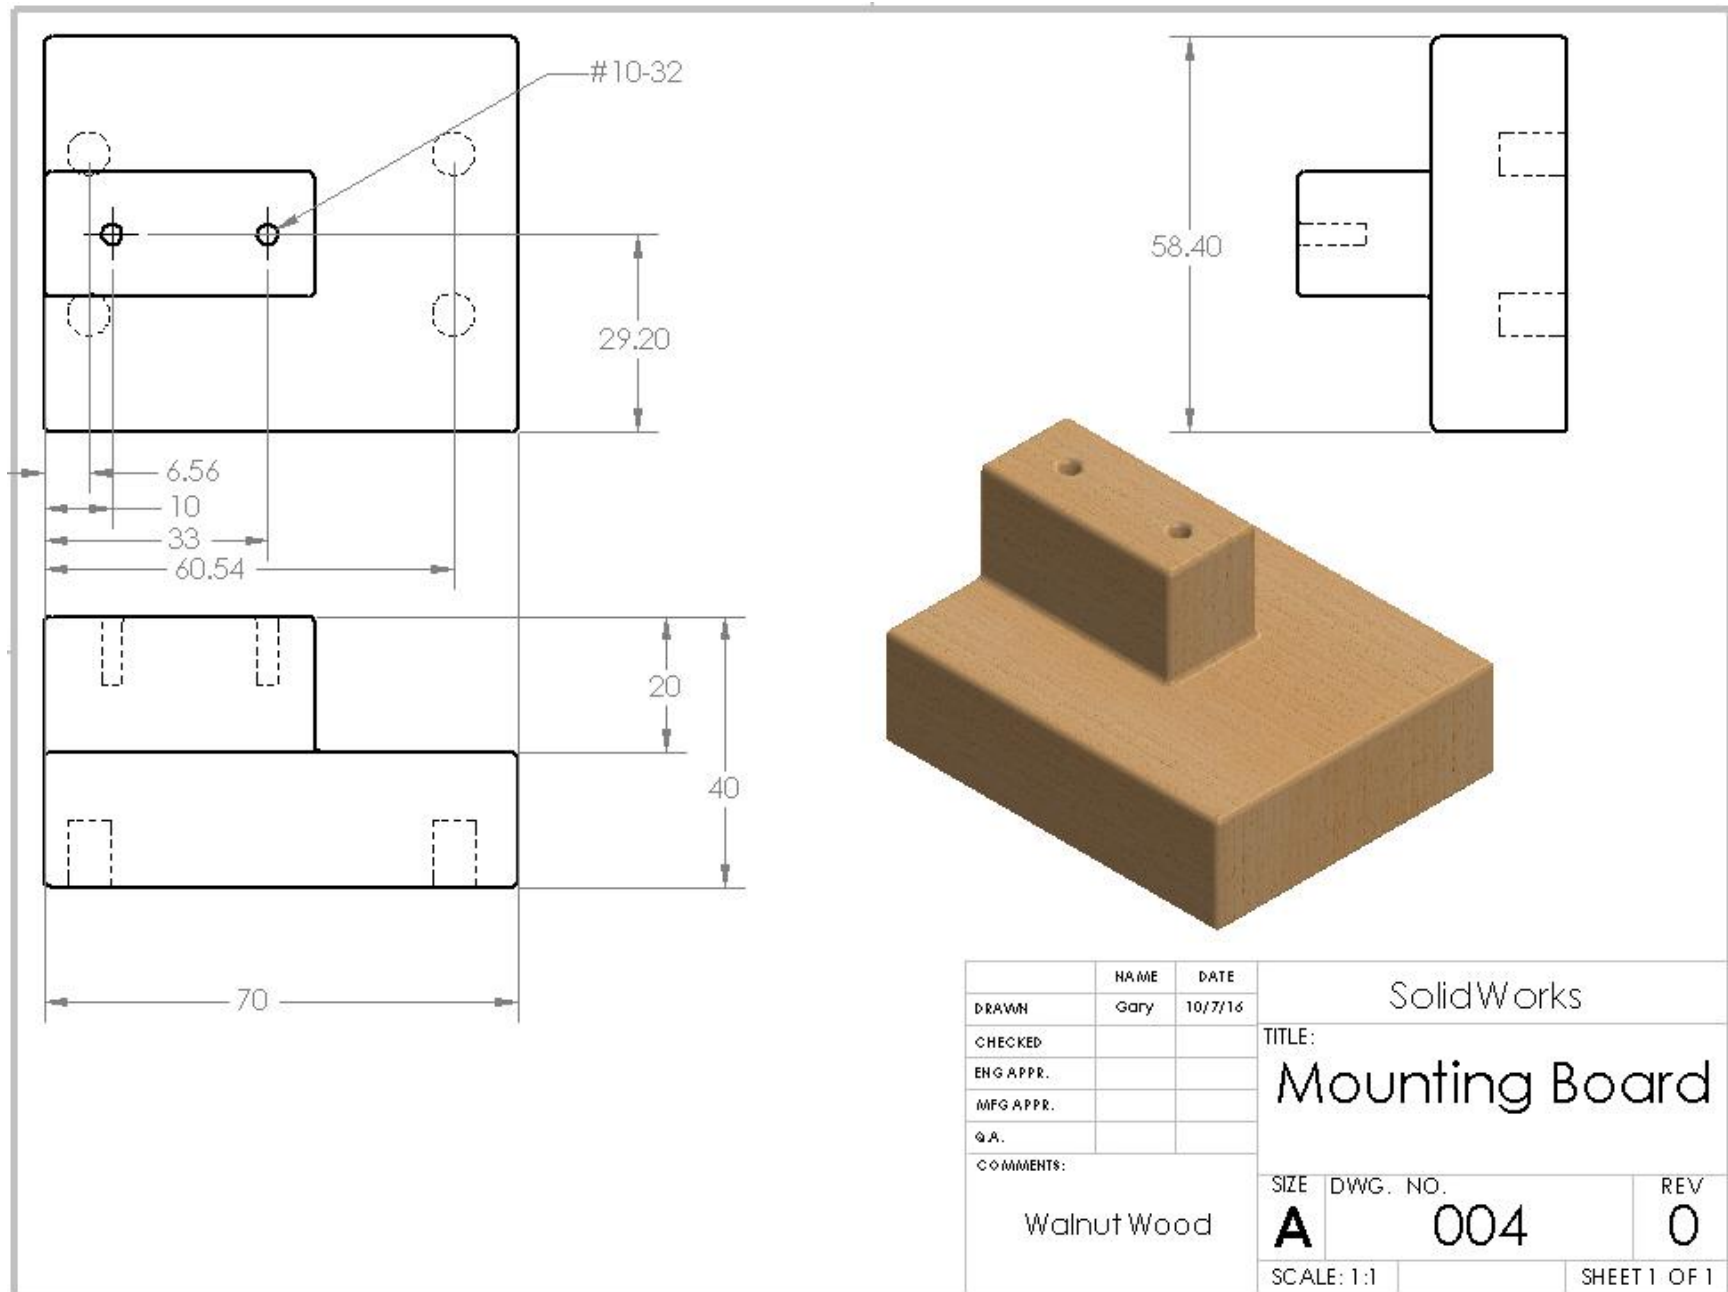 #10-32
58.40
29.20
6.56
10
33
60.54
20
40
70
NAME DATE
DRAWN Gary 10/7/16
CHECKED
ENG APPR.
MFG APPR.
Q.A.
COMMENTS:
Walnut Wood
SolidWorks
TITLE:
Mounting Board
SIZE DWG. NO. REV
A 004 0
SCALE: 1:1 SHEET 1 OF 1